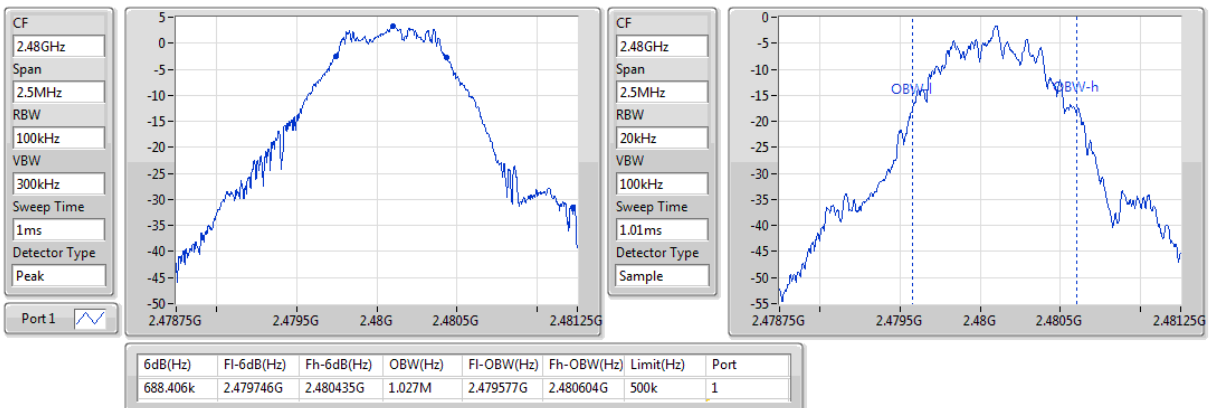 CF
2.48GHz
Span
2.5MHz
RBW
100kHz
VBW
300kHz
Sweep Time
1ms
Detector Type
Peak
Port 1
5
0
-5
-10
-15
-20
-25
-30
-35
-40
-45
-50
2.47875G 2.4795G 2.48G 2.4805G 2.48125G
CF
2.48GHz
Span
2.5MHz
RBW
20kHz
VBW
100kHz
Sweep Time
1.01ms
Detector Type
Sample
0
-5
-10
-15
-20
-25
-30
-35
-40
-45
-50
-55
OBW-l OBW-h
2.47875G 2.4795G 2.48G 2.4805G 2.48125G
6dB(Hz) Fl-6dB(Hz) Fh-6dB(Hz) OBW(Hz) Fl-OBW(Hz) Fh-OBW(Hz) Limit(Hz) Port
688.406k 2.479746G 2.480435G 1.027M 2.479577G 2.480604G 500k 1